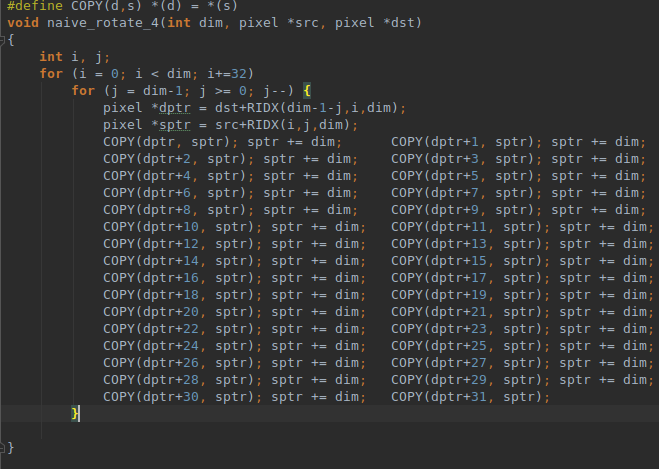 #define COPY(d,s) *(d) = *(s)
void naive_rotate_4(int dim, pixel *src, pixel *dst)
{
    int i, j;
    for (i = 0; i < dim; i+=32)
        for (j = dim-1; j >= 0; j--) {
            pixel *dptr = dst+RIDX(dim-1-j,i,dim);
            pixel *sptr = src+RIDX(i,j,dim);
            COPY(dptr, sptr); sptr += dim;      COPY(dptr+1, sptr); sptr += dim;
            COPY(dptr+2, sptr); sptr += dim;    COPY(dptr+3, sptr); sptr += dim;
            COPY(dptr+4, sptr); sptr += dim;    COPY(dptr+5, sptr); sptr += dim;
            COPY(dptr+6, sptr); sptr += dim;    COPY(dptr+7, sptr); sptr += dim;
            COPY(dptr+8, sptr); sptr += dim;    COPY(dptr+9, sptr); sptr += dim;
            COPY(dptr+10, sptr); sptr += dim;   COPY(dptr+11, sptr); sptr += dim;
            COPY(dptr+12, sptr); sptr += dim;   COPY(dptr+13, sptr); sptr += dim;
            COPY(dptr+14, sptr); sptr += dim;   COPY(dptr+15, sptr); sptr += dim;
            COPY(dptr+16, sptr); sptr += dim;   COPY(dptr+17, sptr); sptr += dim;
            COPY(dptr+18, sptr); sptr += dim;   COPY(dptr+19, sptr); sptr += dim;
            COPY(dptr+20, sptr); sptr += dim;   COPY(dptr+21, sptr); sptr += dim;
            COPY(dptr+22, sptr); sptr += dim;   COPY(dptr+23, sptr); sptr += dim;
            COPY(dptr+24, sptr); sptr += dim;   COPY(dptr+25, sptr); sptr += dim;
            COPY(dptr+26, sptr); sptr += dim;   COPY(dptr+27, sptr); sptr += dim;
            COPY(dptr+28, sptr); sptr += dim;   COPY(dptr+29, sptr); sptr += dim;
            COPY(dptr+30, sptr); sptr += dim;   COPY(dptr+31, sptr);
        }
}